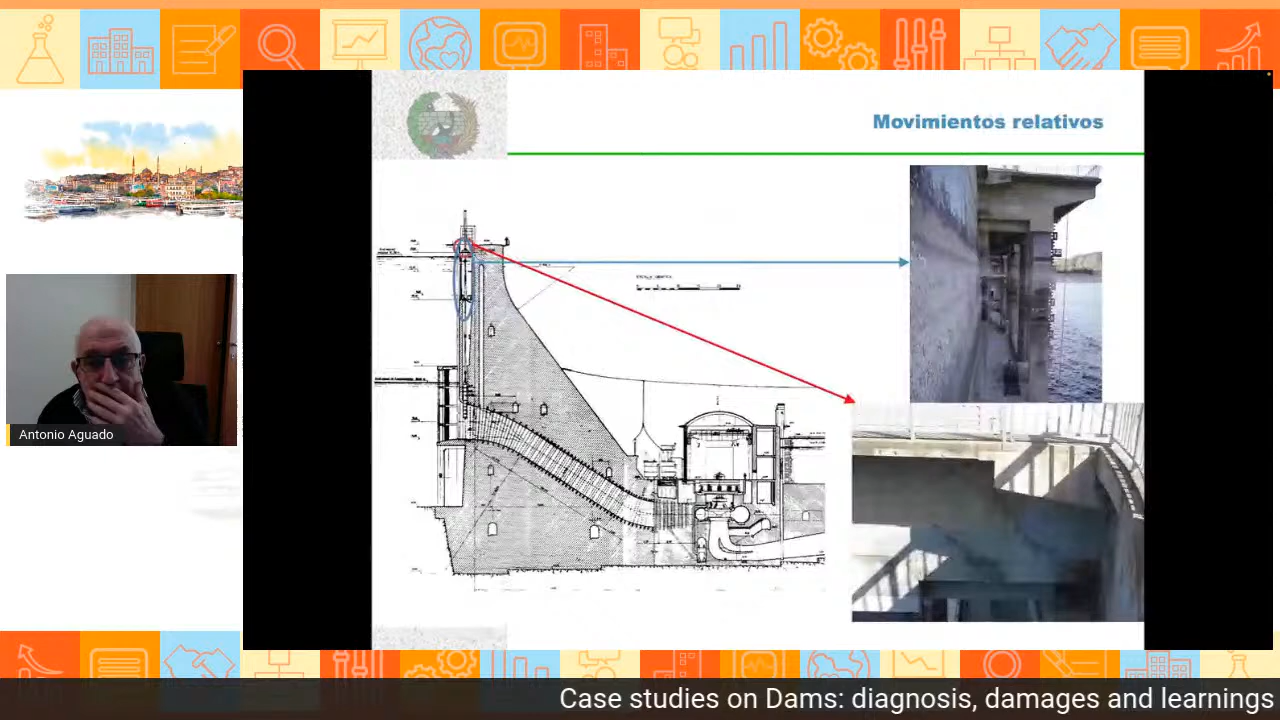 Movimientos relativos
Antonio Aguado
Case studies on Dams: diagnosis, damages and learnings